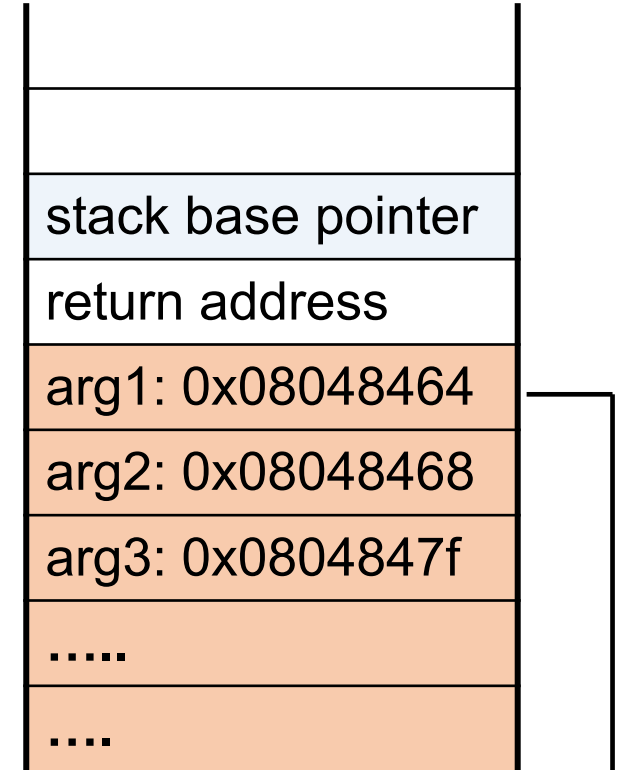 stack base pointer
return address
arg1: 0x08048464
arg2: 0x08048468
arg3: 0x0804847f
…..
….